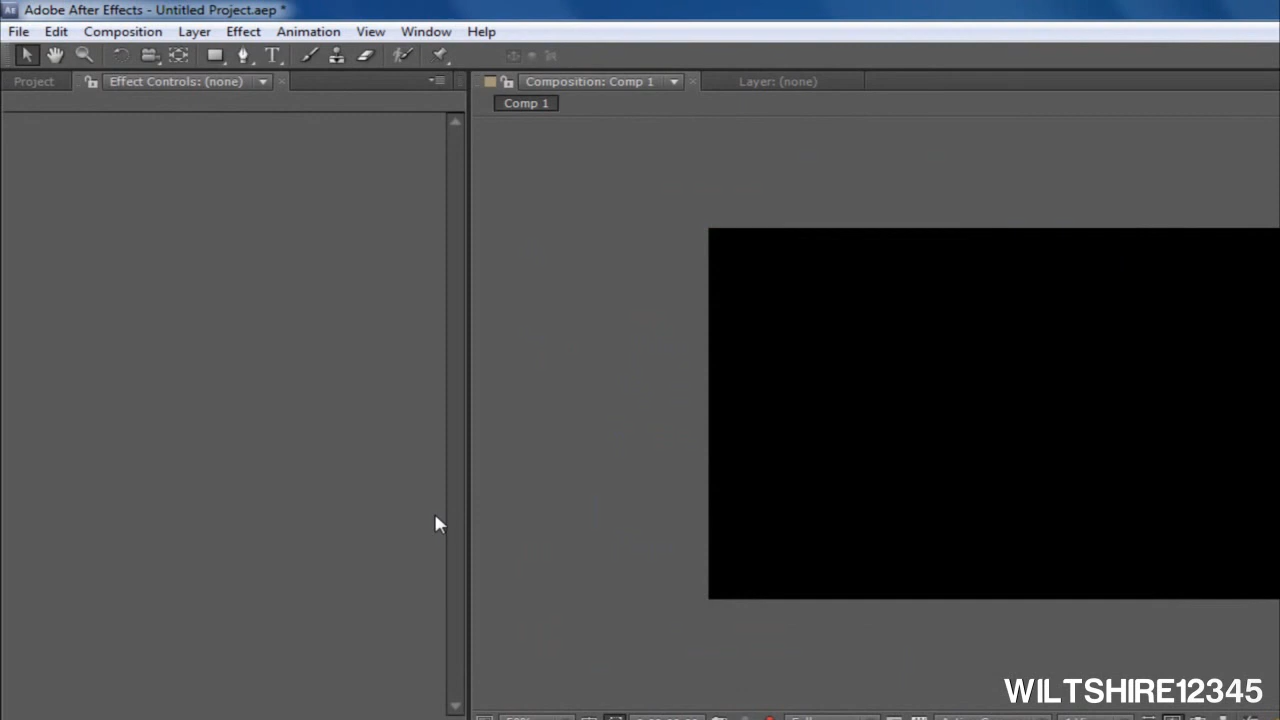 Adobe After Effects - Untitled Project.aep *
File Edit Composition Layer Effect Animation View Window Help
Project Effect Controls: (none) Composition: Comp 1 Layer: (none)
Comp 1
WILTSHIRE12345